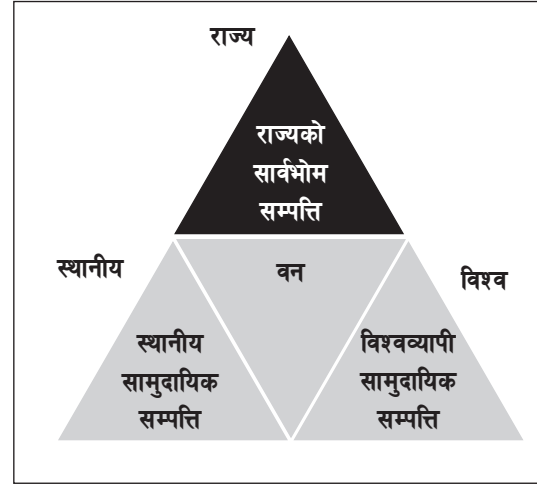 राज्य
राज्यको
सार्वभोम
सम्पत्ति
स्थानीय
वन
विश्व
स्थानीय
सामुदायिक
सम्पत्ति
विश्वव्यापी
सामुदायिक
सम्पत्ति